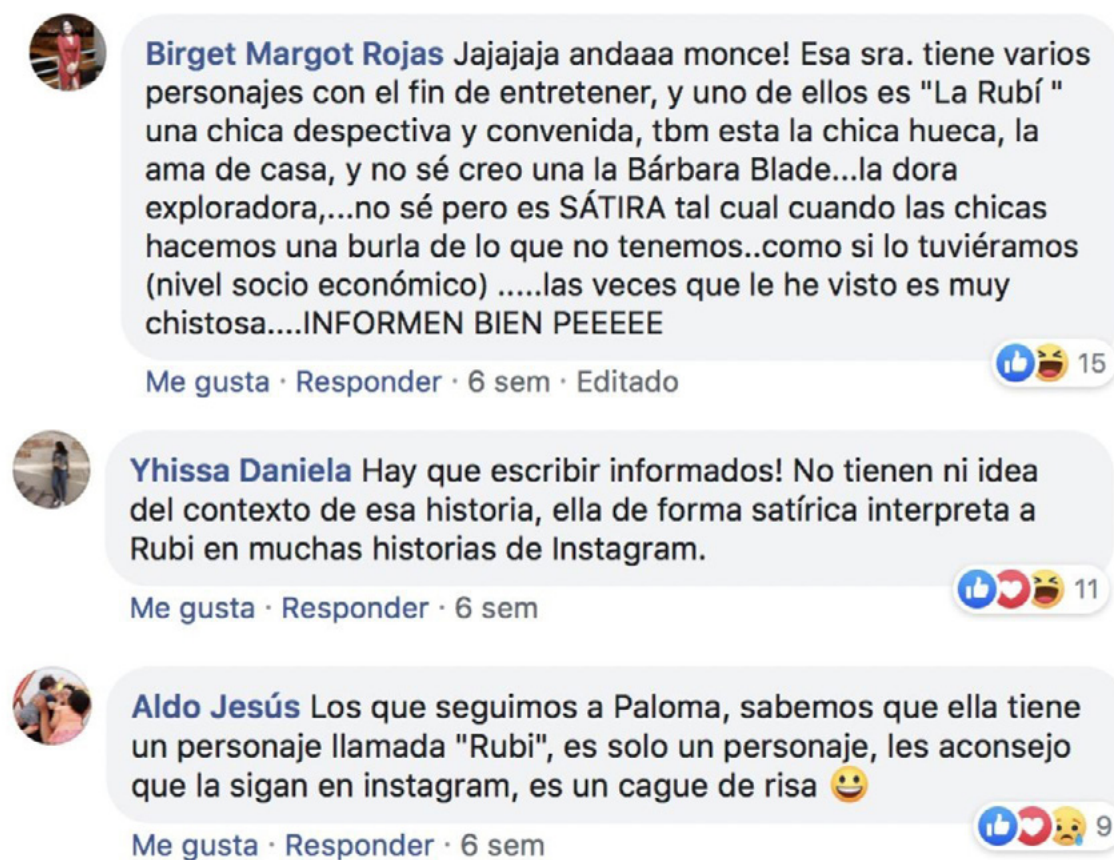 Birget Margot Rojas Jajajaja andaaa monce! Esa sra. tiene varios
personajes con el fin de entretener, y uno de ellos es "La Rubí "
una chica despectiva y convenida, tbm esta la chica hueca, la
ama de casa, y no sé creo una la Bárbara Blade...la dora
exploradora,...no sé pero es SÁTIRA tal cual cuando las chicas
hacemos una burla de lo que no tenemos..como si lo tuviéramos
(nivel socio económico) .....las veces que le he visto es muy
chistosa....INFORMEN BIEN PEEEEE
15
Me gusta · Responder · 6 sem · Editado
Yhissa Daniela Hay que escribir informados! No tienen ni idea
del contexto de esa historia, ella de forma satírica interpreta a
Rubi en muchas historias de Instagram.
11
Me gusta · Responder · 6 sem
Aldo Jesús Los que seguimos a Paloma, sabemos que ella tiene
un personaje llamada "Rubi", es solo un personaje, les aconsejo
que la sigan en instagram, es un cague de risa 😀
9
Me gusta · Responder · 6 sem